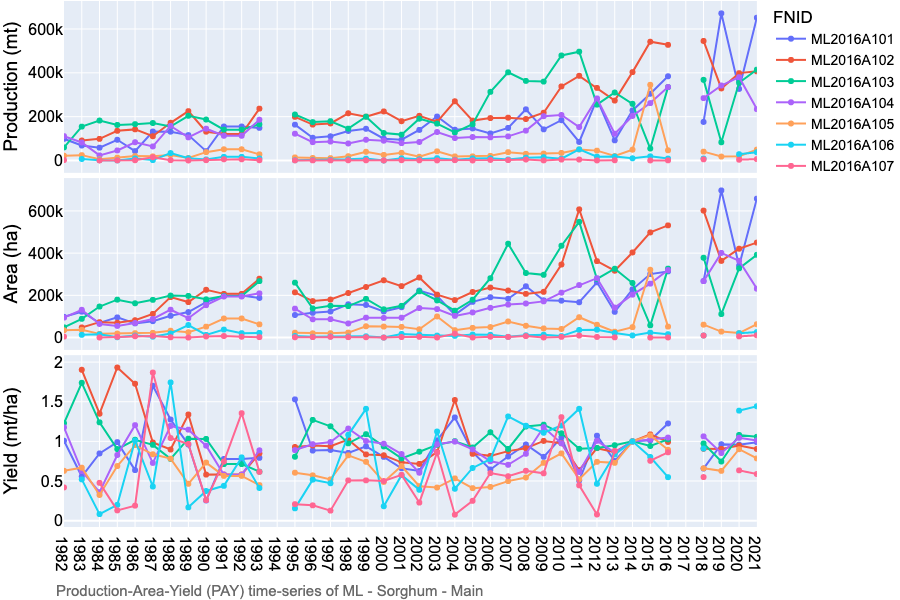 FNID
ML2016A101
ML2016A102
ML2016A103
ML2016A104
ML2016A105
ML2016A106
ML2016A107
Production (mt)
600k
400k
200k
0
Area (ha)
600k
400k
200k
0
Yield (mt/ha)
2
1.5
1
0.5
0
1982 1983 1984 1985 1986 1987 1988 1989 1990 1991 1992 1993 1994 1995 1996 1997 1998 1999 2000 2001 2002 2003 2004 2005 2006 2007 2008 2009 2010 2011 2012 2013 2014 2015 2016 2017 2018 2019 2020 2021
Production-Area-Yield (PAY) time-series of ML - Sorghum - Main